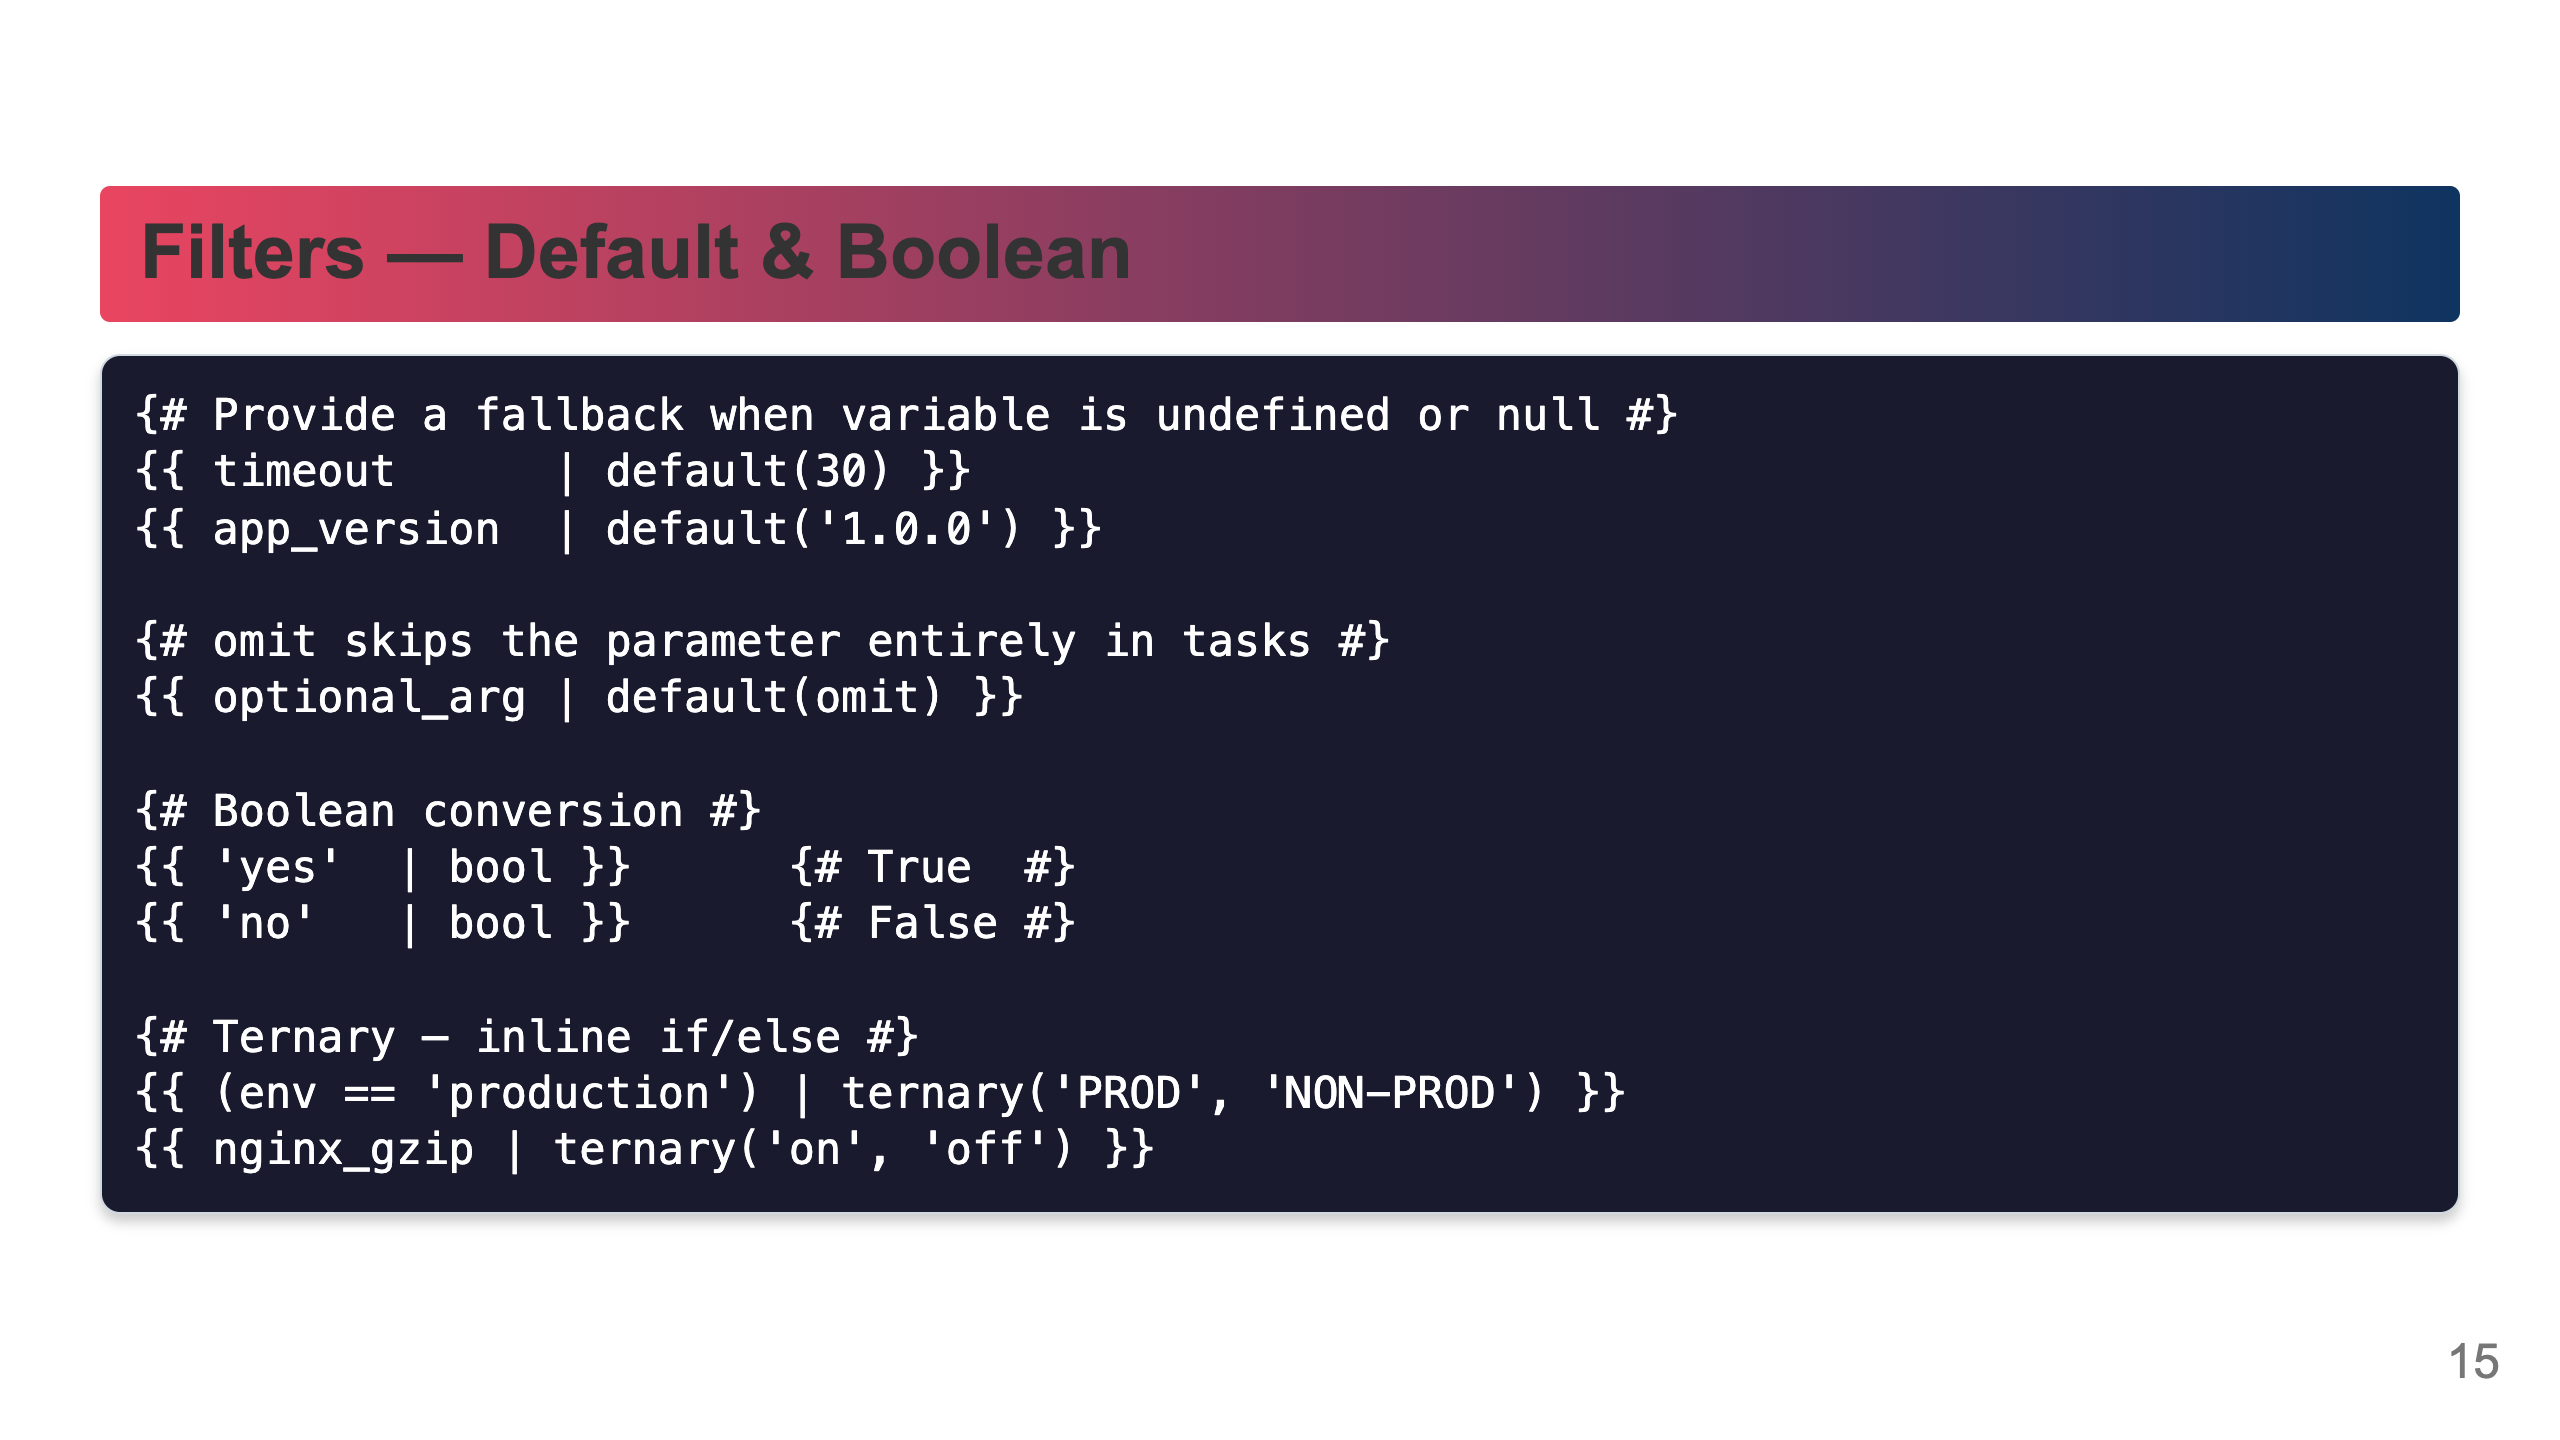 Filters — Default & Boolean
{# Provide a fallback when variable is undefined or null #}
{{ timeout      | default(30) }}
{{ app_version  | default('1.0.0') }}
{# omit skips the parameter entirely in tasks #}
{{ optional_arg | default(omit) }}
{# Boolean conversion #}
{{ 'yes'  | bool }}      {# True  #}
{{ 'no'   | bool }}      {# False #}
{# Ternary — inline if/else #}
{{ (env == 'production') | ternary('PROD', 'NON-PROD') }}
{{ nginx_gzip | ternary('on', 'off') }}
15